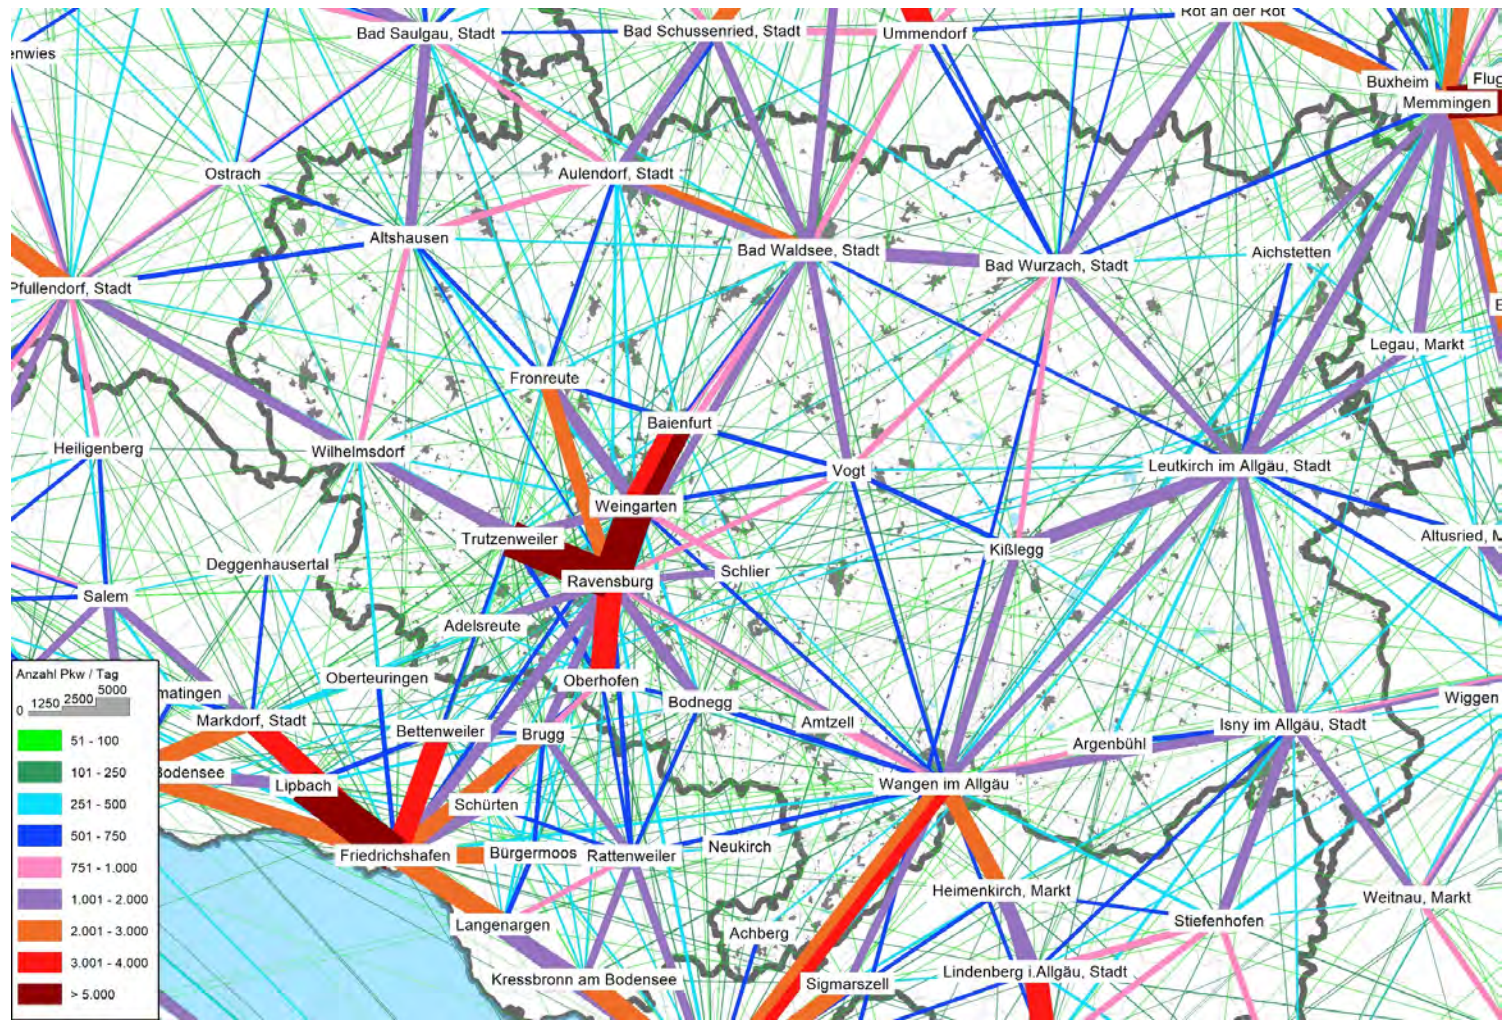 Rot an der Rot
Bad Saulgau, Stadt
Bad Schussenried, Stadt
Ummendorf
enwies
Buxheim
Flug
Memmingen
Ostrach
Aulendorf, Stadt
Altshausen
Bad Waldsee, Stadt
Bad Wurzach, Stadt
Aichstetten
Pfullendorf, Stadt
Legau, Markt
Fronreute
Baienfurt
Heiligenberg
Wilhelmsdorf
Vogt
Leutkirch im Allgäu, Stadt
Weingarten
Trutzenweiler
Altusried, M
Kißlegg
Deggenhausertal
Ravensburg
Schlier
Salem
Adelsreute
Oberteuringen
Oberhofen
Bodnegg
matingen
Wiggen
Markdorf, Stadt
Bettenweiler
Brugg
Amtzell
Argenbühl
Isny im Allgäu, Stadt
Bodensee
Lipbach
Wangen im Allgäu
Schürten
Friedrichshafen
Bürgermoos
Rattenweiler
Neukirch
Heimenkirch, Markt
Weitnau, Markt
Langenargen
Achberg
Stiefenhofen
Kressbronn am Bodensee
Sigmarszell
Lindenberg i.Allgäu, Stadt
Anzahl Pkw / Tag
0 1250 2500 5000
51 - 100
101 - 250
251 - 500
501 - 750
751 - 1.000
1.001 - 2.000
2.001 - 3.000
3.001 - 4.000
> 5.000